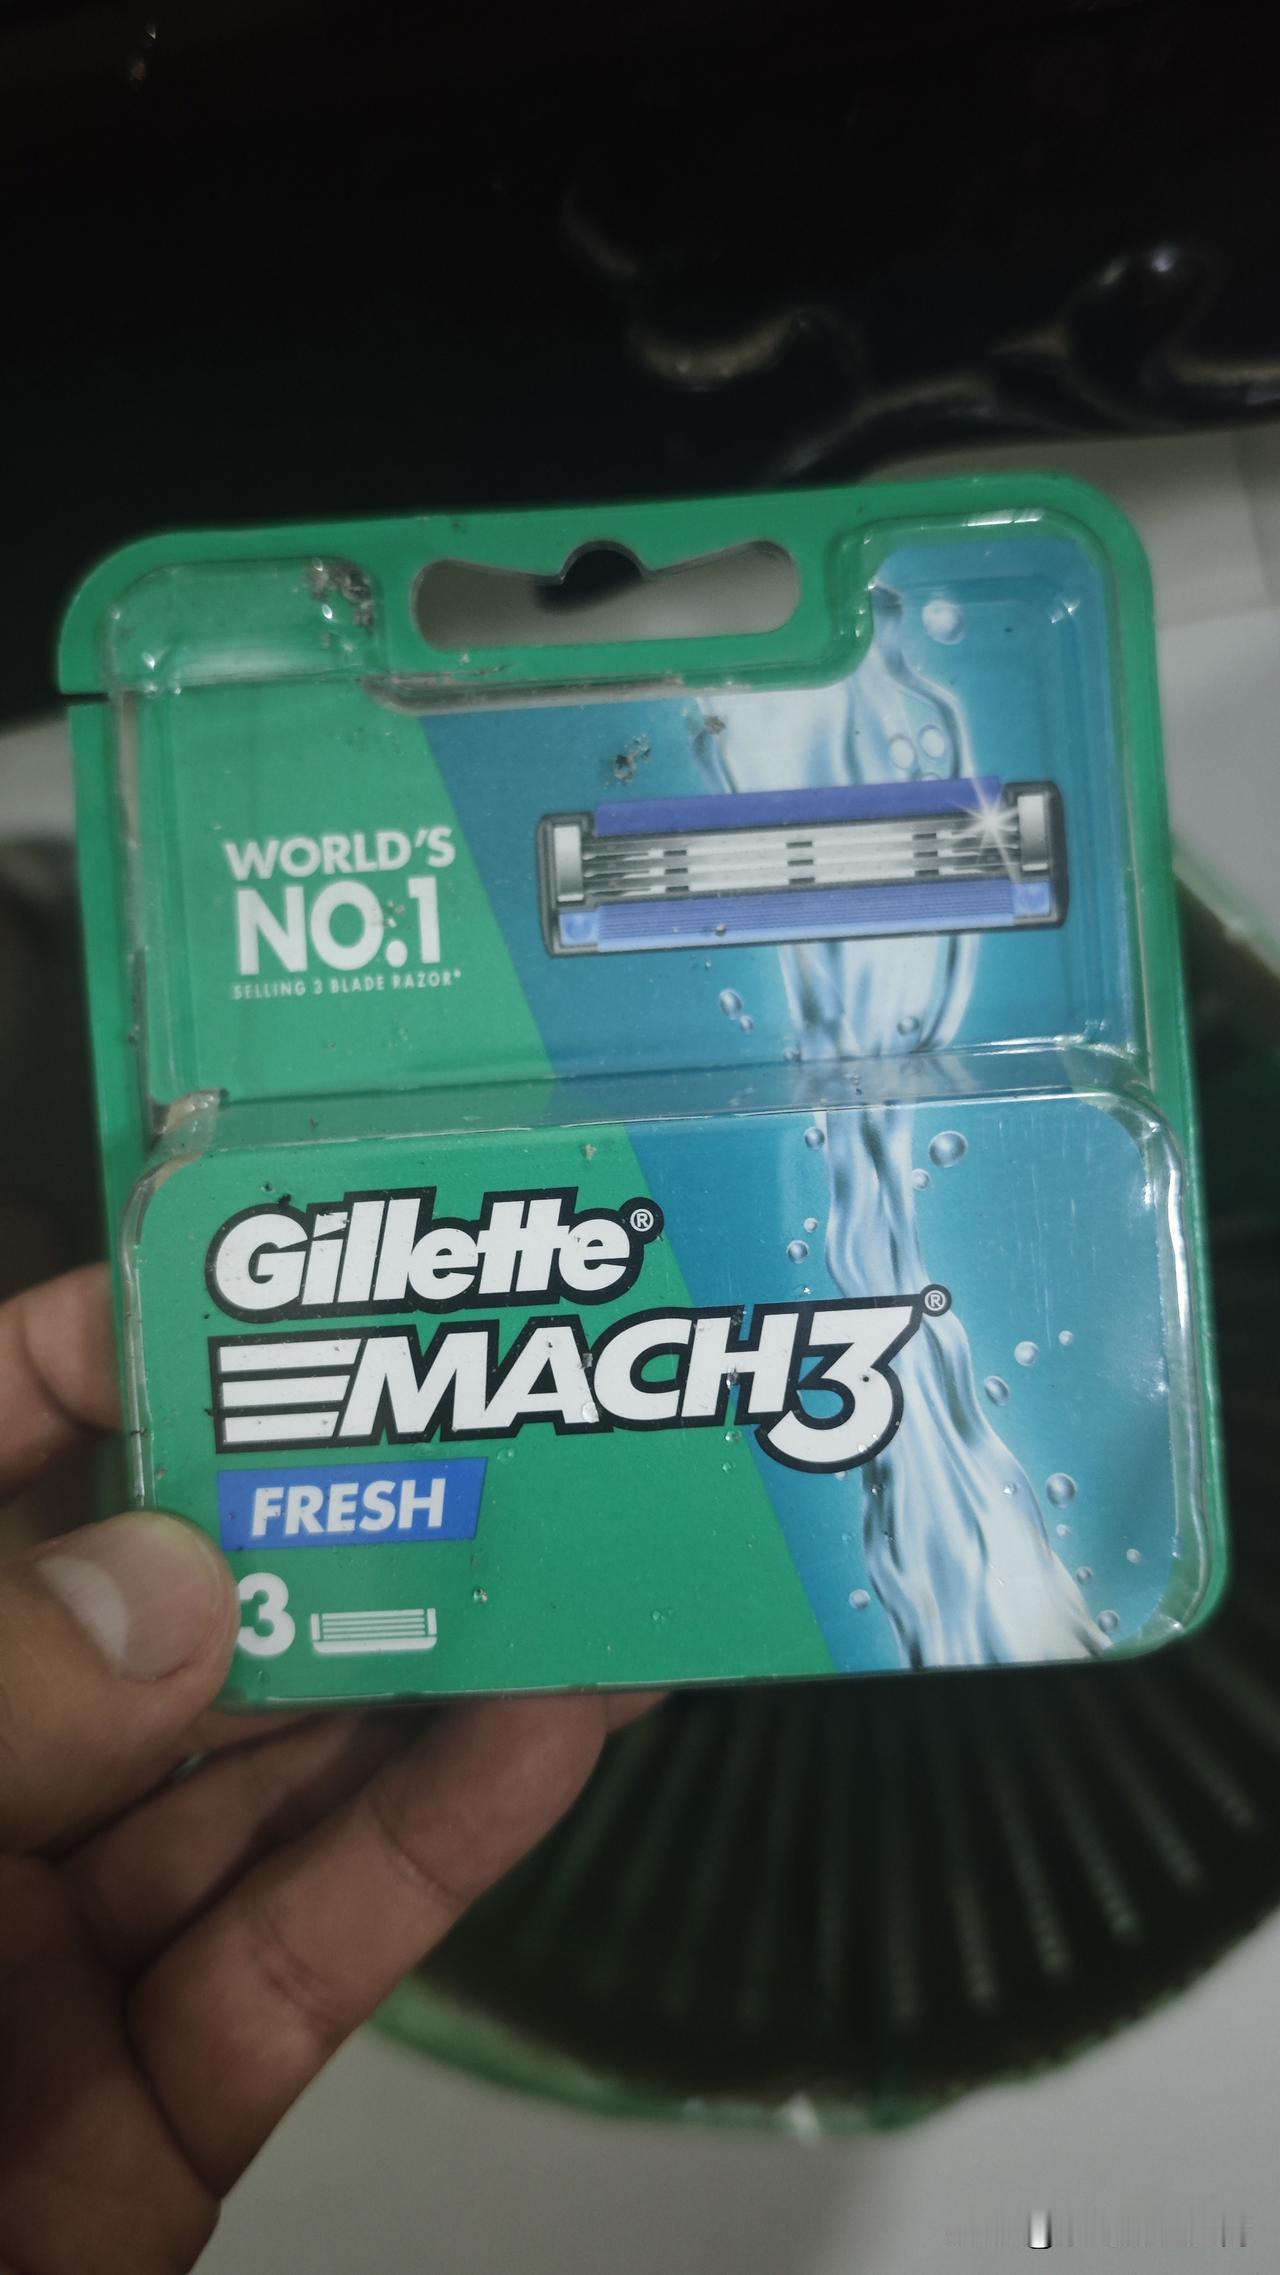 WORLD'S
NO.1
SELLING 3 BLADE RAZOR*
Gillette®
MACH3®
FRESH
3